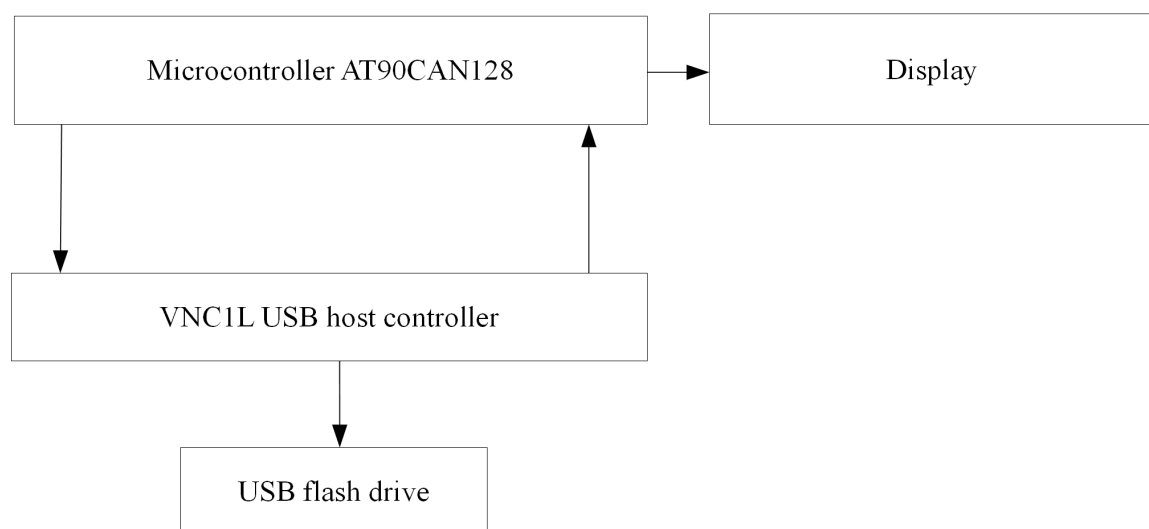 Microcontroller AT90CAN128
Display
VNC1L USB host controller
USB flash drive